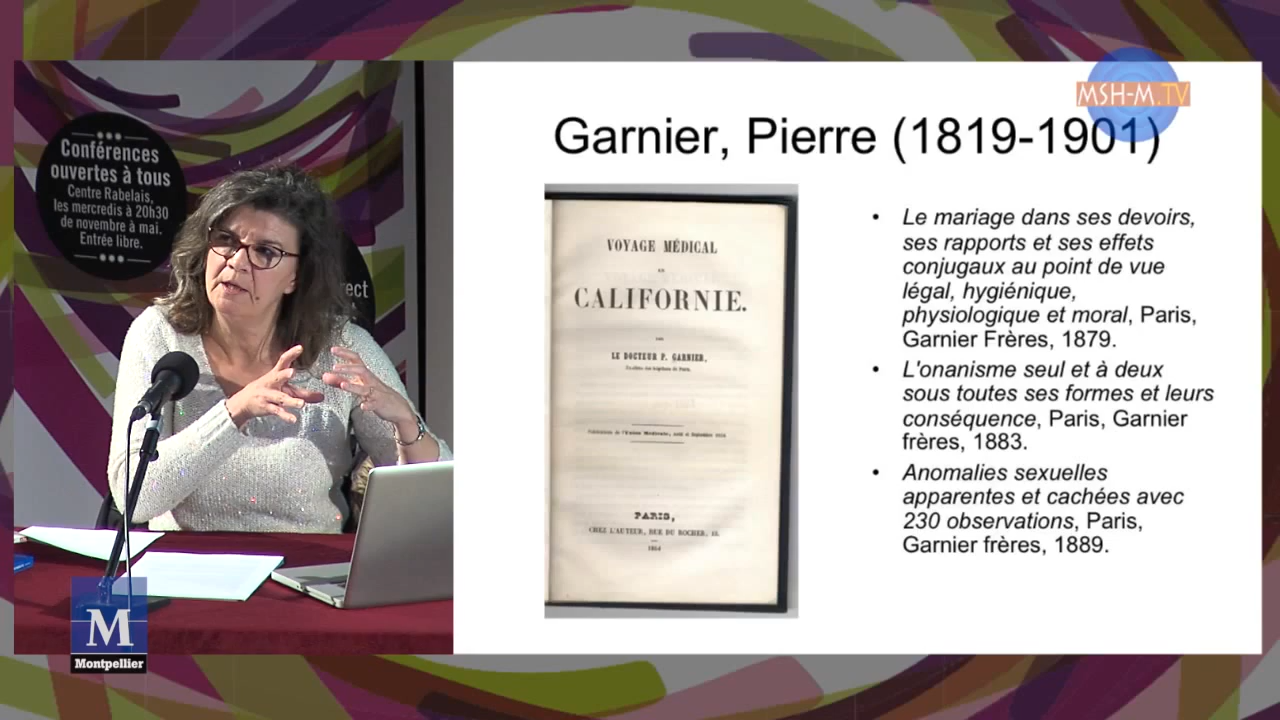 MSH-M.TV
Conférences
ouvertes à tous
Centre Rabelais,
les mercredis à 20h30
de novembre à mai.
Entrée libre.
rect
M
Montpellier
Garnier, Pierre (1819-1901)
VOYAGE MÉDICAL
EN
CALIFORNIE.
PAR
LE DOCTEUR P. GARNIER,
PARIS,
CHEZ L'AUTEUR, RUE DU ROCHER,
1854
• Le mariage dans ses devoirs,
ses rapports et ses effets
conjugaux au point de vue
légal, hygiénique,
physiologique et moral, Paris,
Garnier Frères, 1879.
• L'onanisme seul et à deux
sous toutes ses formes et leurs
conséquence, Paris, Garnier
frères, 1883.
• Anomalies sexuelles
apparentes et cachées avec
230 observations, Paris,
Garnier frères, 1889.